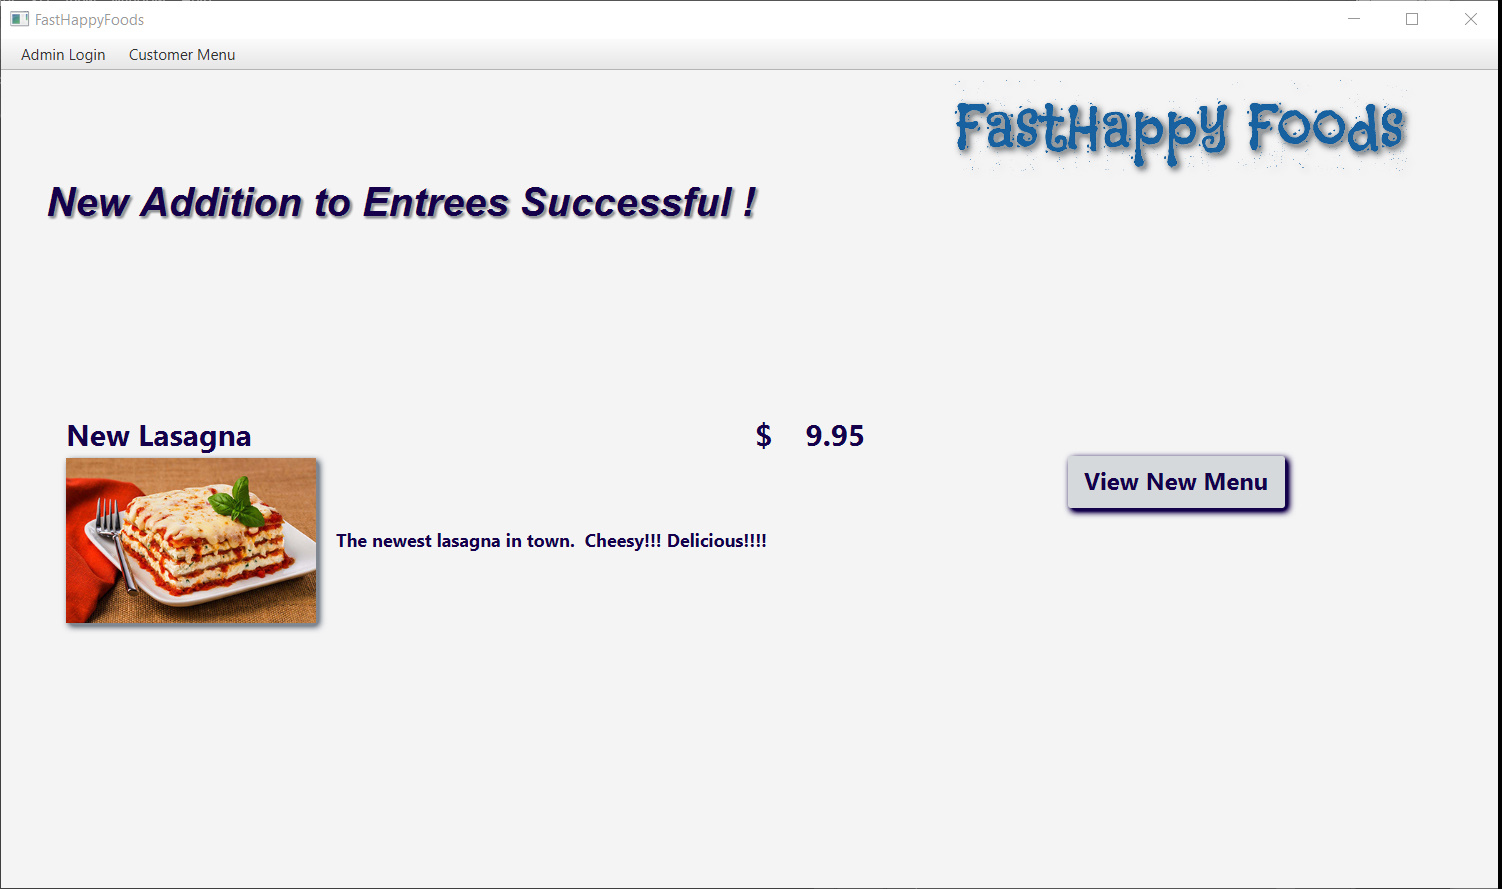 FastHappyFoods
Admin Login Customer Menu
FastHappy Foods
New Addition to Entrees Successful !
New Lasagna $ 9.95
View New Menu
The newest lasagna in town.  Cheesy!!! Delicious!!!!